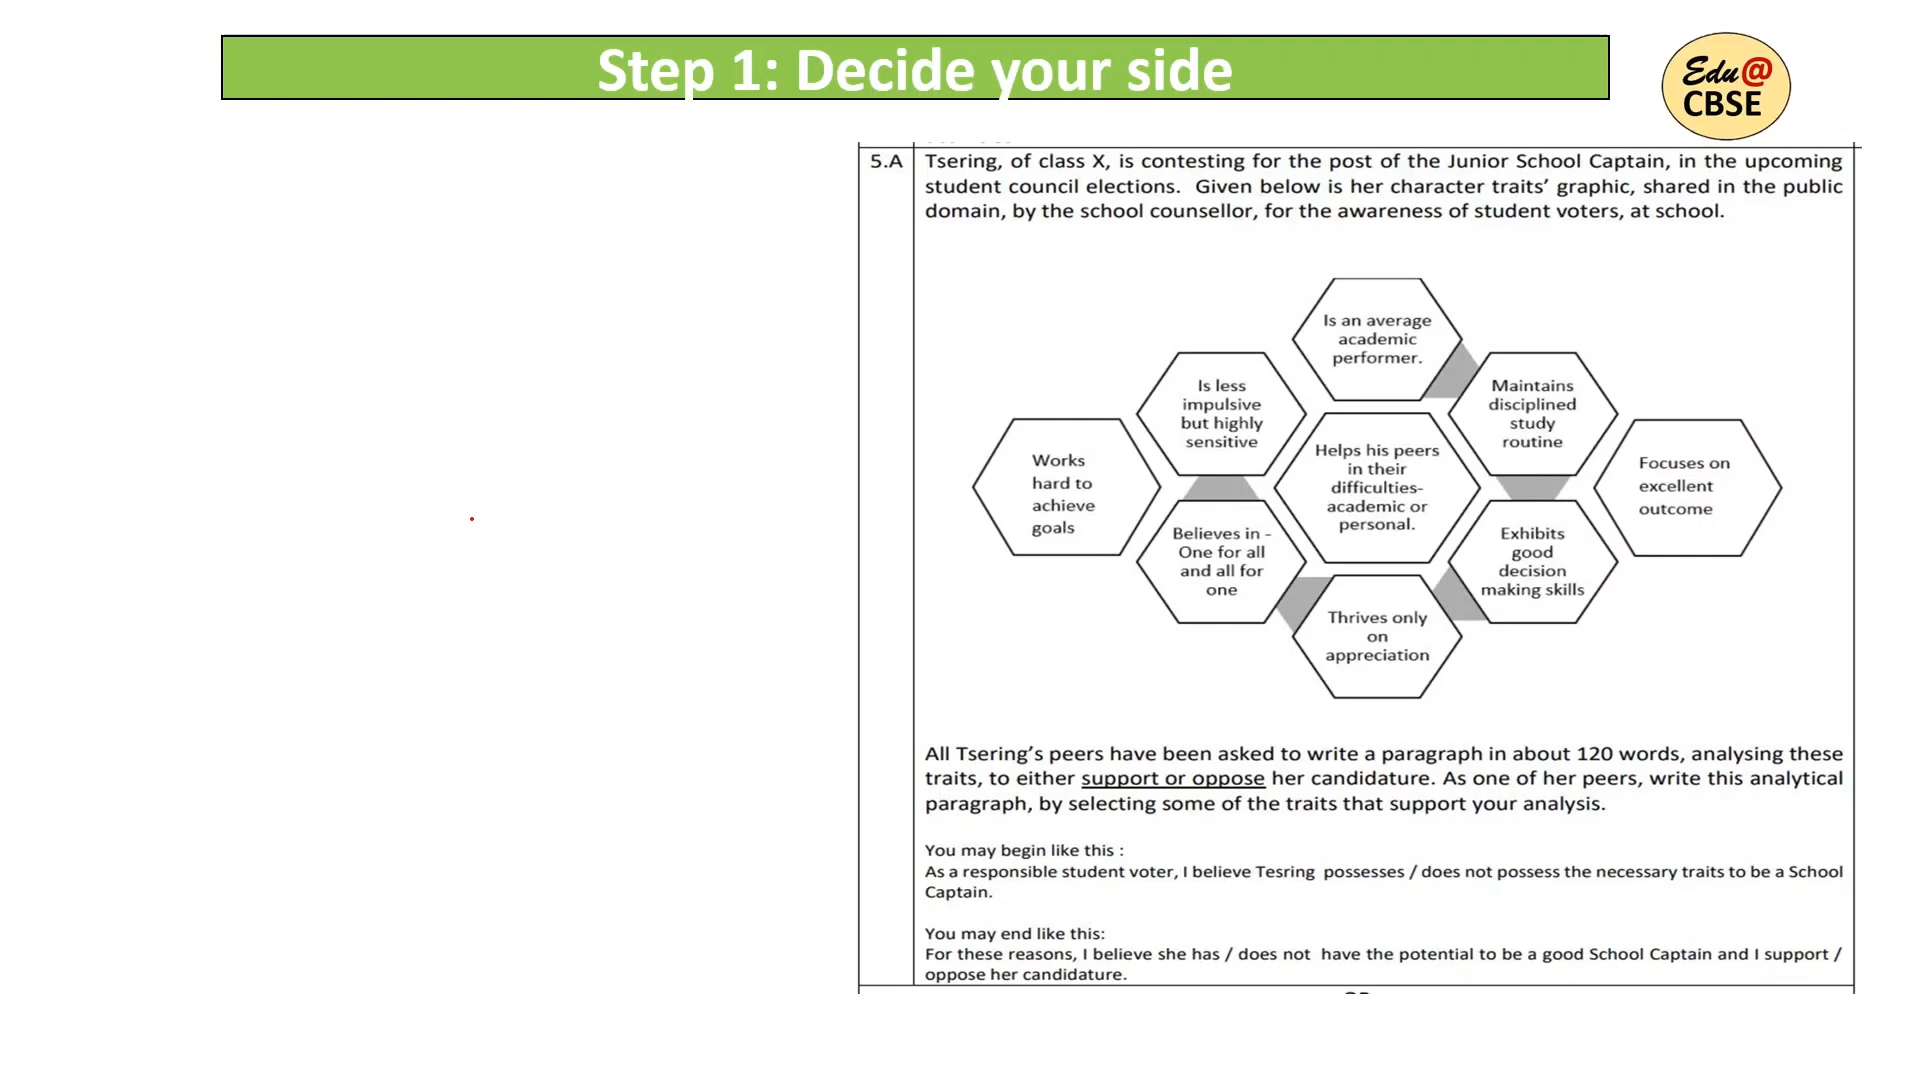 Step 1: Decide your side
Edu@
CBSE
5.A
Tsering, of class X, is contesting for the post of the Junior School Captain, in the upcoming
student council elections. Given below is her character traits’ graphic, shared in the public
domain, by the school counsellor, for the awareness of student voters, at school.
Is an average
academic
performer.
Is less
impulsive
but highly
sensitive
Maintains
disciplined
study
routine
Works
hard to
achieve
goals
Helps his peers
in their
difficulties-
academic or
personal.
Focuses on
excellent
outcome
Believes in -
One for all
and all for
one
Exhibits
good
decision
making skills
Thrives only
on
appreciation
All Tsering’s peers have been asked to write a paragraph in about 120 words, analysing these
traits, to either support or oppose her candidature. As one of her peers, write this analytical
paragraph, by selecting some of the traits that support your analysis.
You may begin like this :
As a responsible student voter, I believe Tesring possesses / does not possess the necessary traits to be a School
Captain.
You may end like this:
For these reasons, I believe she has / does not have the potential to be a good School Captain and I support /
oppose her candidature.